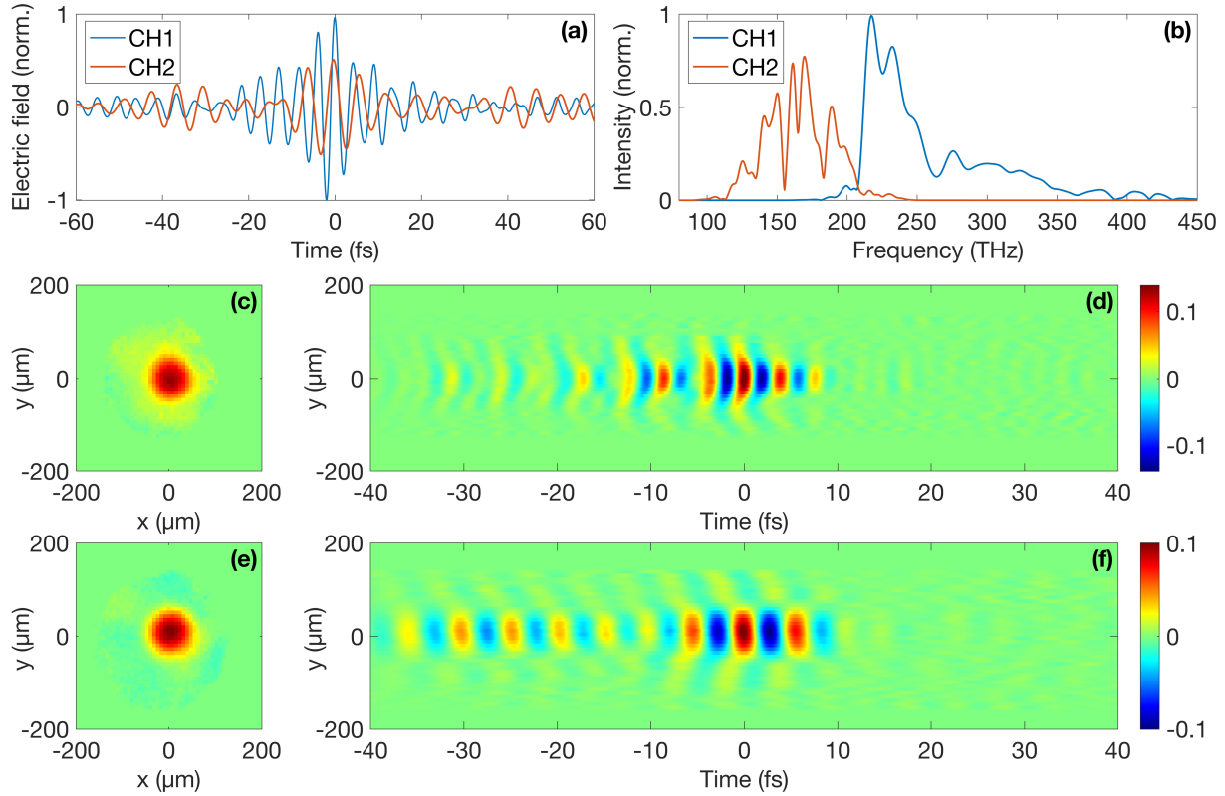 (a)
CH1
CH2
Electric field (norm.)
1
0
-1
-60
-40
-20
0
20
40
60
Time (fs)
(b)
CH1
CH2
Intensity (norm.)
1
0.5
0
100
150
200
250
300
350
400
450
Frequency (THz)
(c)
y (µm)
200
0
-200
-200
0
200
x (µm)
(d)
y (µm)
200
0
-200
-40
-30
-20
-10
0
10
20
30
40
Time (fs)
0.1
0
-0.1
(e)
y (µm)
200
0
-200
-200
0
200
x (µm)
(f)
y (µm)
200
0
-200
-40
-30
-20
-10
0
10
20
30
40
Time (fs)
0.1
0
-0.1